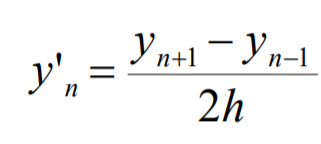 y'ₙ = (yₙ₊₁ − yₙ₋₁) / 2h